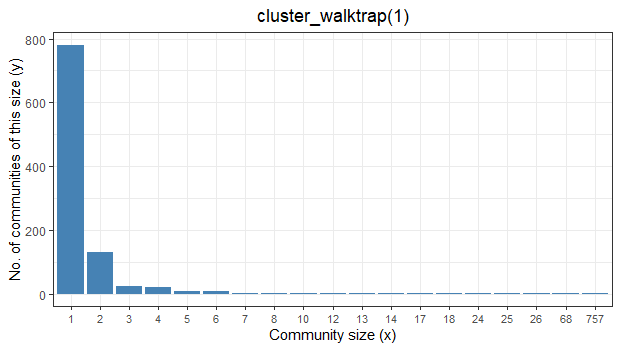 cluster_walktrap(1)
No. of communities of this size (y)
800
600
400
200
0
1 2 3 4 5 6 7 8 10 12 13 14 17 18 24 25 26 68 757
Community size (x)